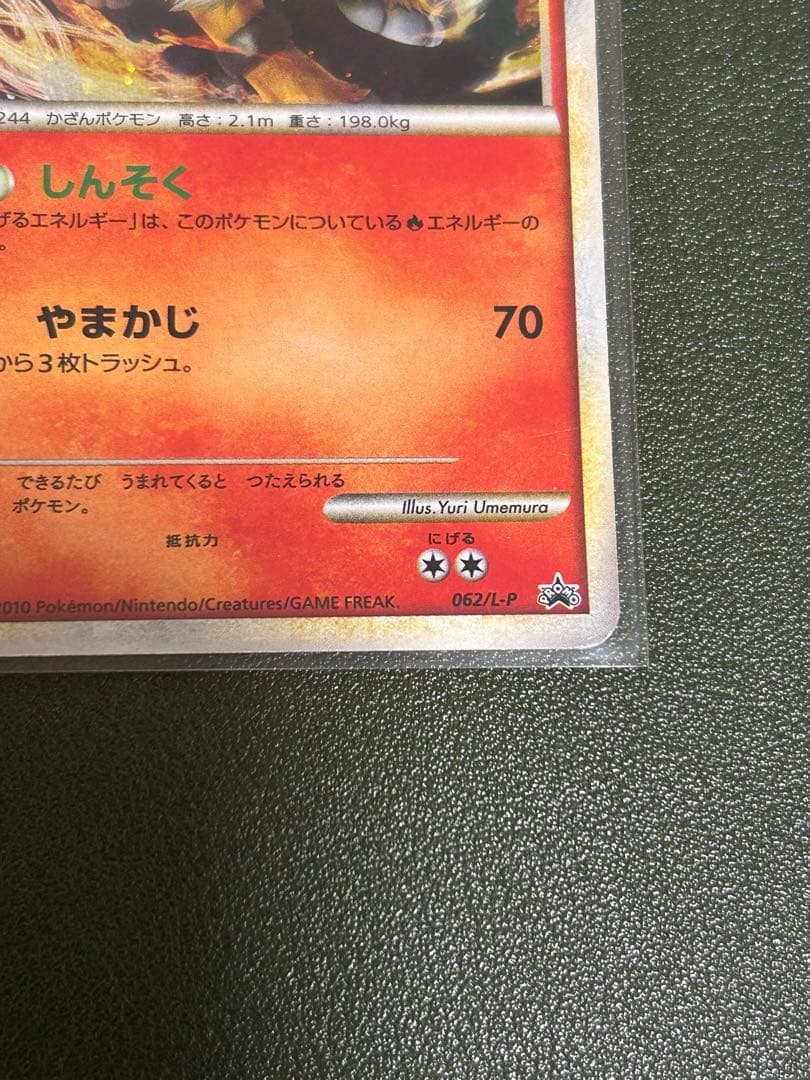 244 かざんポケモン 高さ：2.1m 重さ：198.0kg
しんそく
げるエネルギー」は、このポケモンについている エネルギーの
。
やまかじ 70
から３枚トラッシュ。
できるたび うまれてくると つたえられる
ポケモン。
Illus.Yuri Umemura
抵抗力 にげる
2010 Pokémon/Nintendo/Creatures/GAME FREAK. 062/L-P PROMO